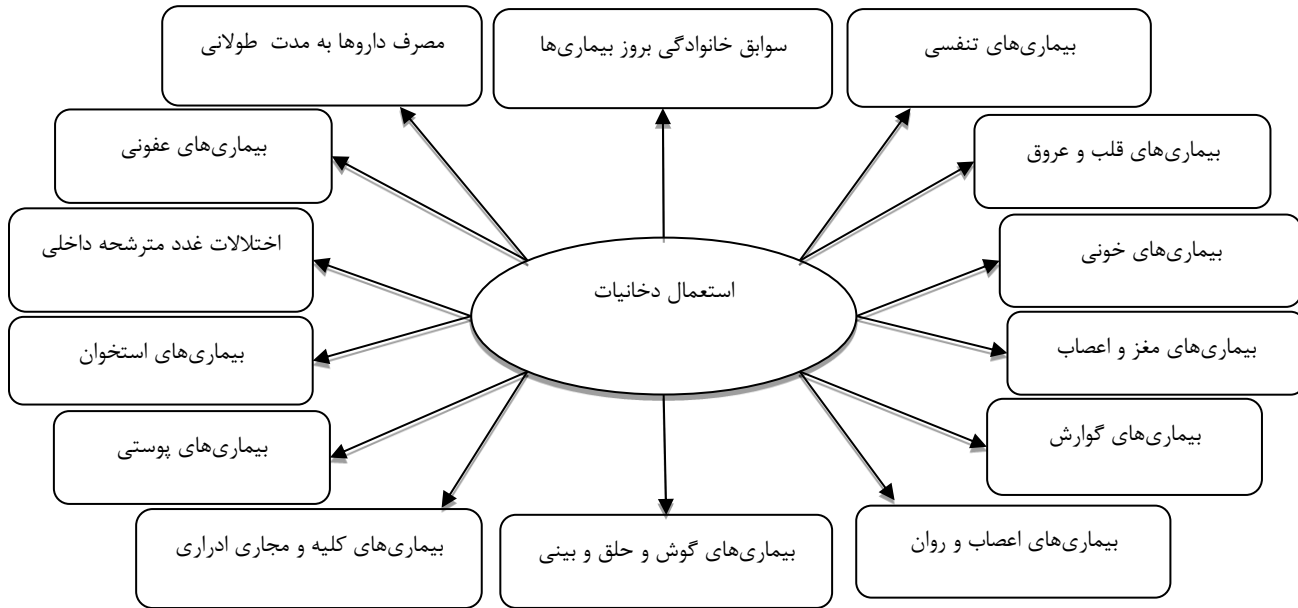 بیماری‌های تنفسی
سوابق خانوادگی بروز بیماری‌ها
مصرف داروها به مدت طولانی
بیماری‌های قلب و عروق
بیماری‌های عفونی
بیماری‌های خونی
اختلالات غدد مترشحه داخلی
استعمال دخانیات
بیماری‌های مغز و اعصاب
بیماری‌های استخوان
بیماری‌های گوارش
بیماری‌های پوستی
بیماری‌های اعصاب و روان
بیماری‌های گوش و حلق و بینی
بیماری‌های کلیه و مجاری ادراری